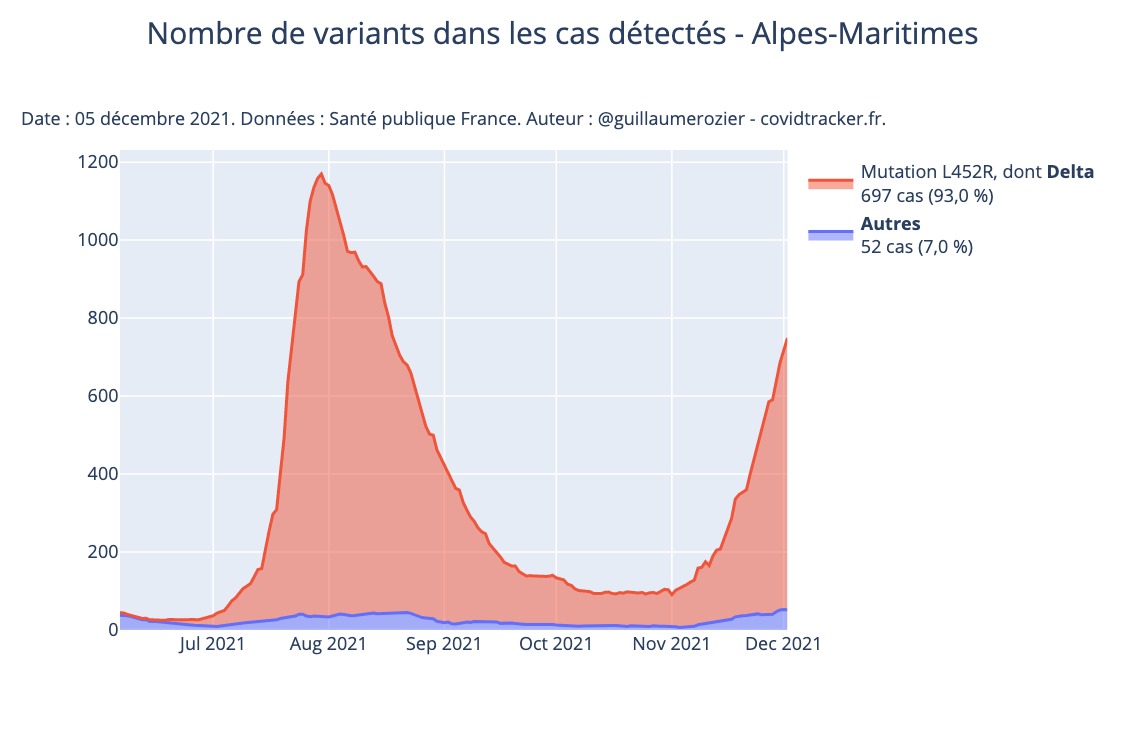 Nombre de variants dans les cas détectés - Alpes-Maritimes
Date : 05 décembre 2021. Données : Santé publique France. Auteur : @guillaumerozier - covidtracker.fr.
1200
1000
800
600
400
200
0
Jul 2021
Aug 2021
Sep 2021
Oct 2021
Nov 2021
Dec 2021
Mutation L452R, dont Delta
697 cas (93,0 %)
Autres
52 cas (7,0 %)